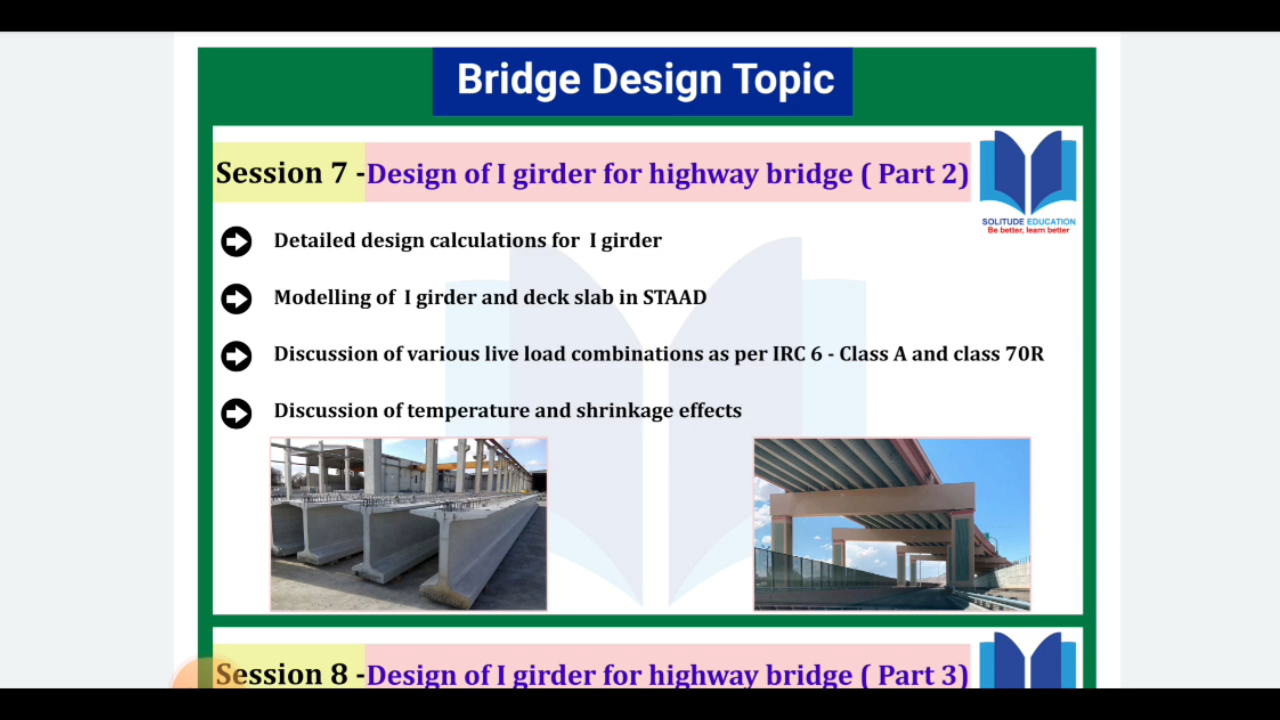 Bridge Design Topic
Session 7 -Design of I girder for highway bridge ( Part 2)
SOLITUDE EDUCATION
Be better, learn better
Detailed design calculations for I girder
Modelling of I girder and deck slab in STAAD
Discussion of various live load combinations as per IRC 6 - Class A and class 70R
Discussion of temperature and shrinkage effects
Session 8 -Design of I girder for highway bridge ( Part 3)